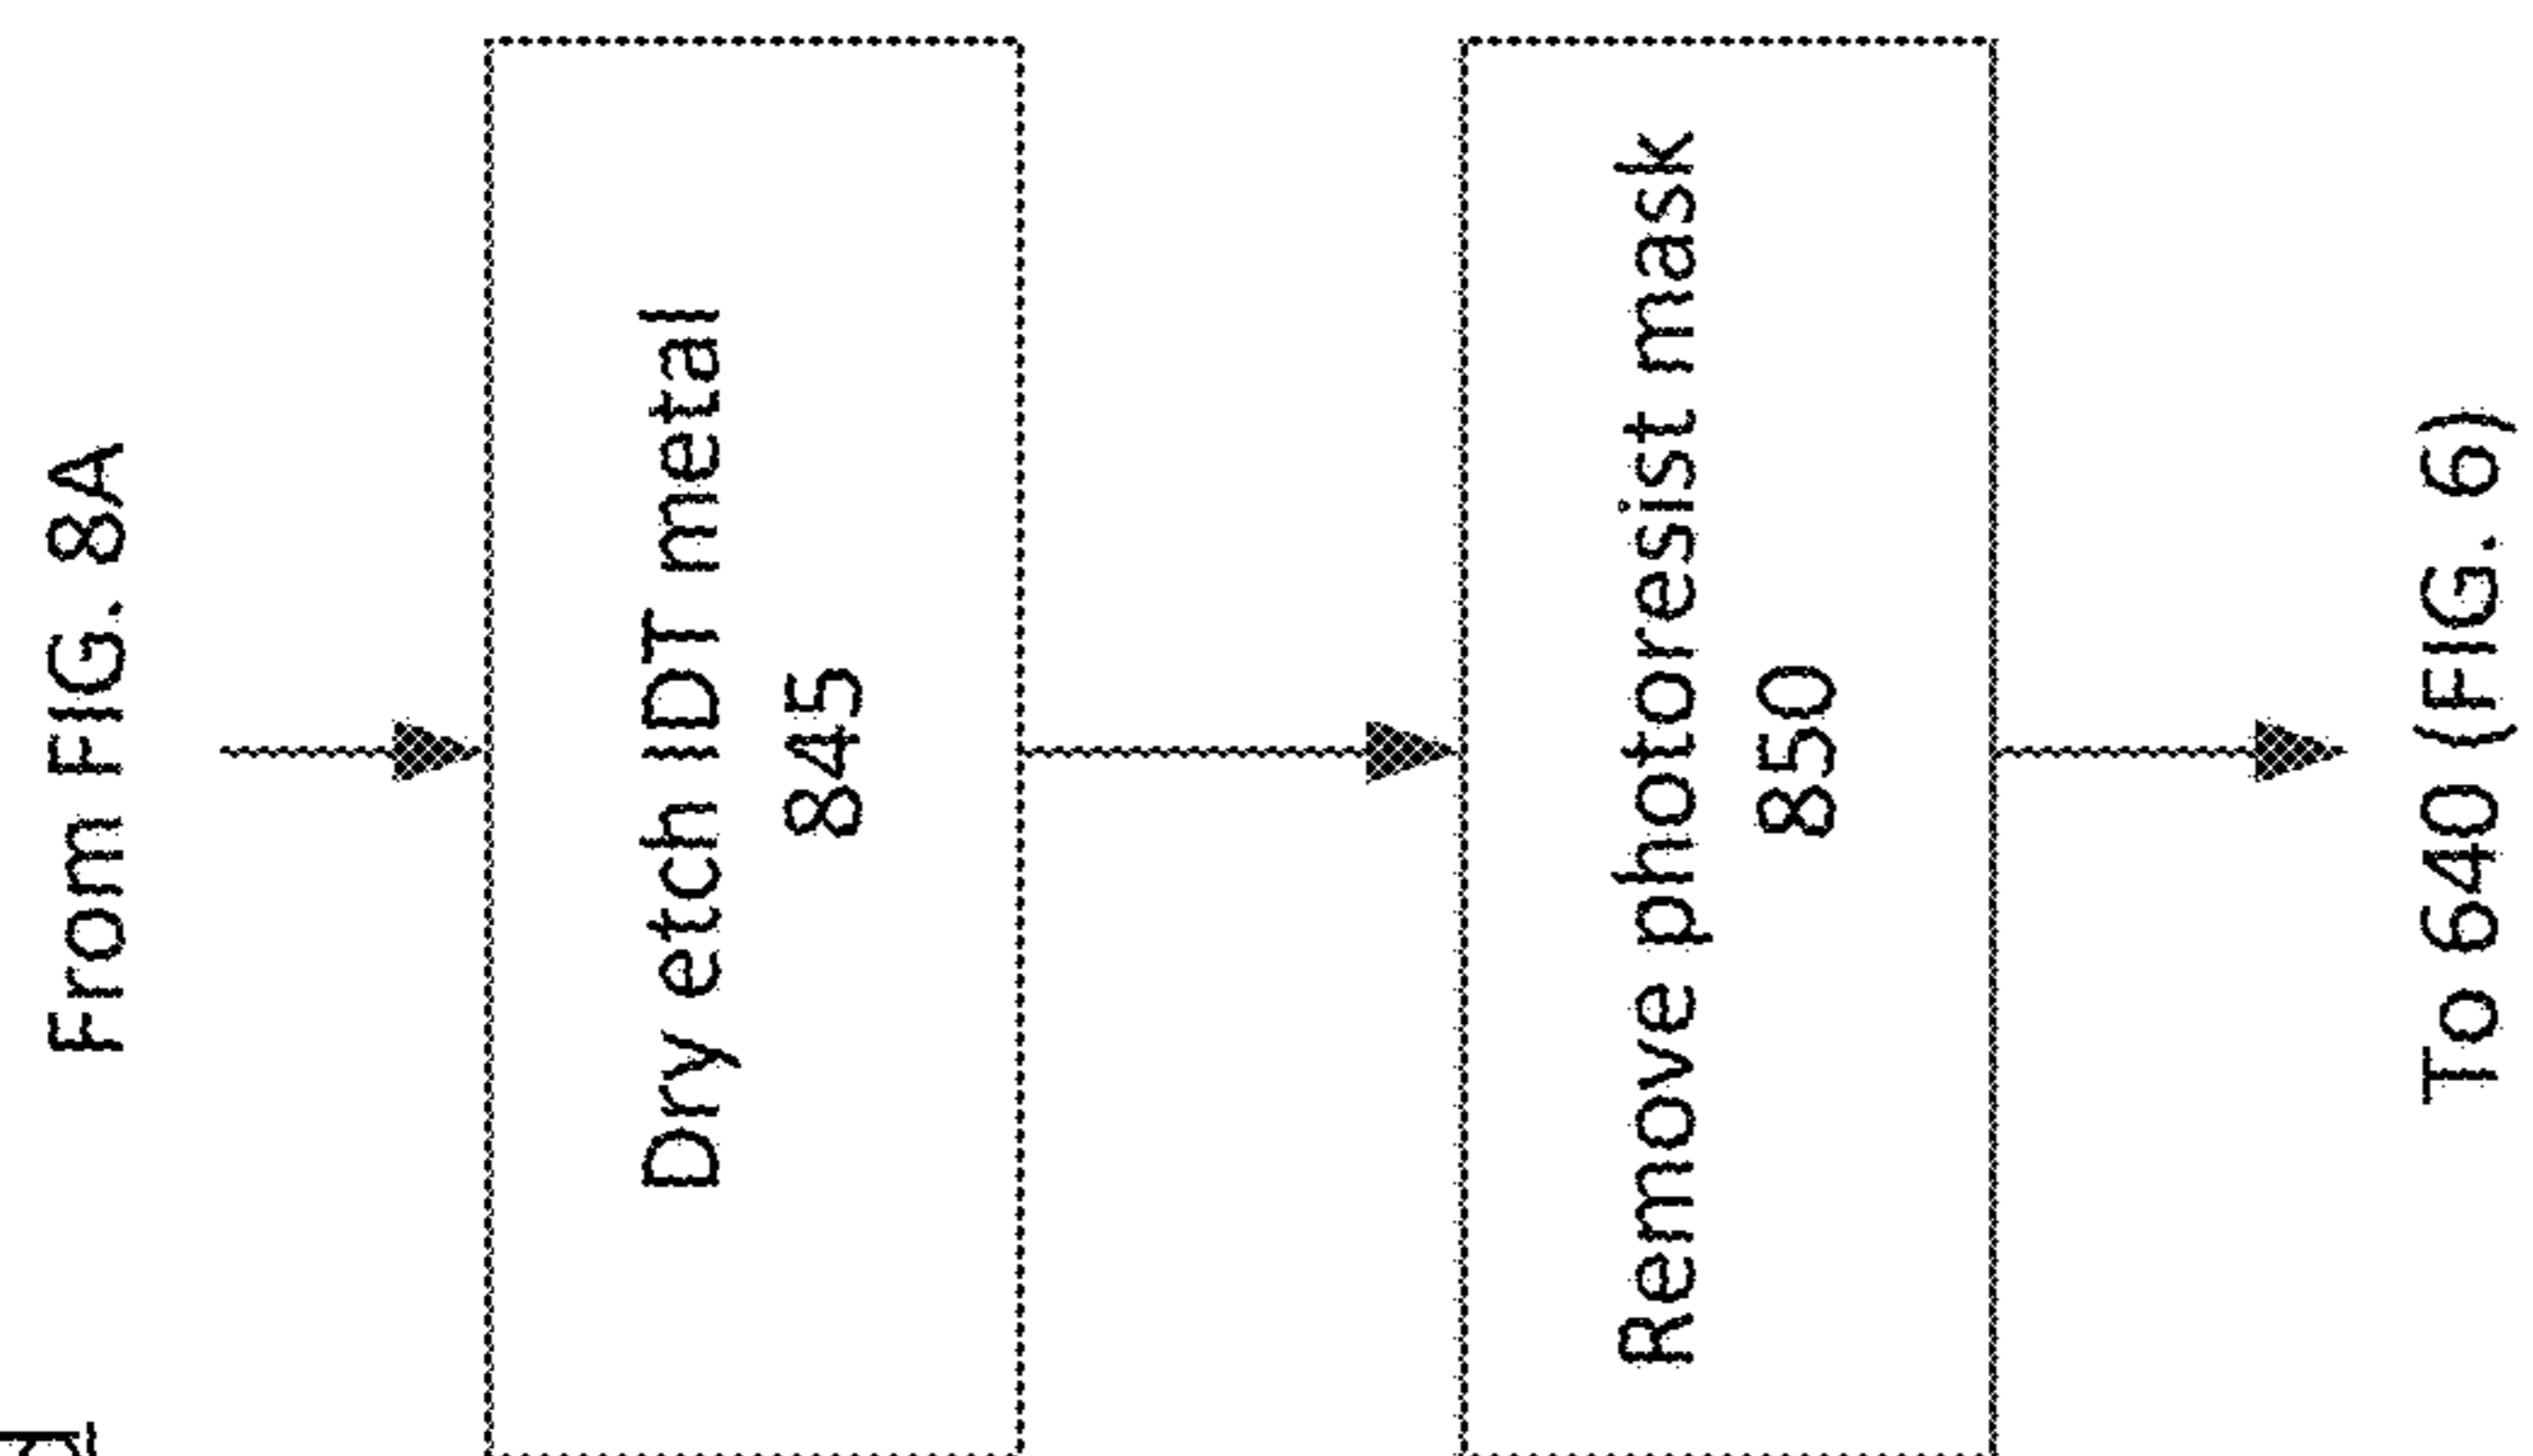 From FIG. 8A
Dry etch IDT metal
845
Remove photoresist mask
850
To 640 (FIG. 6)